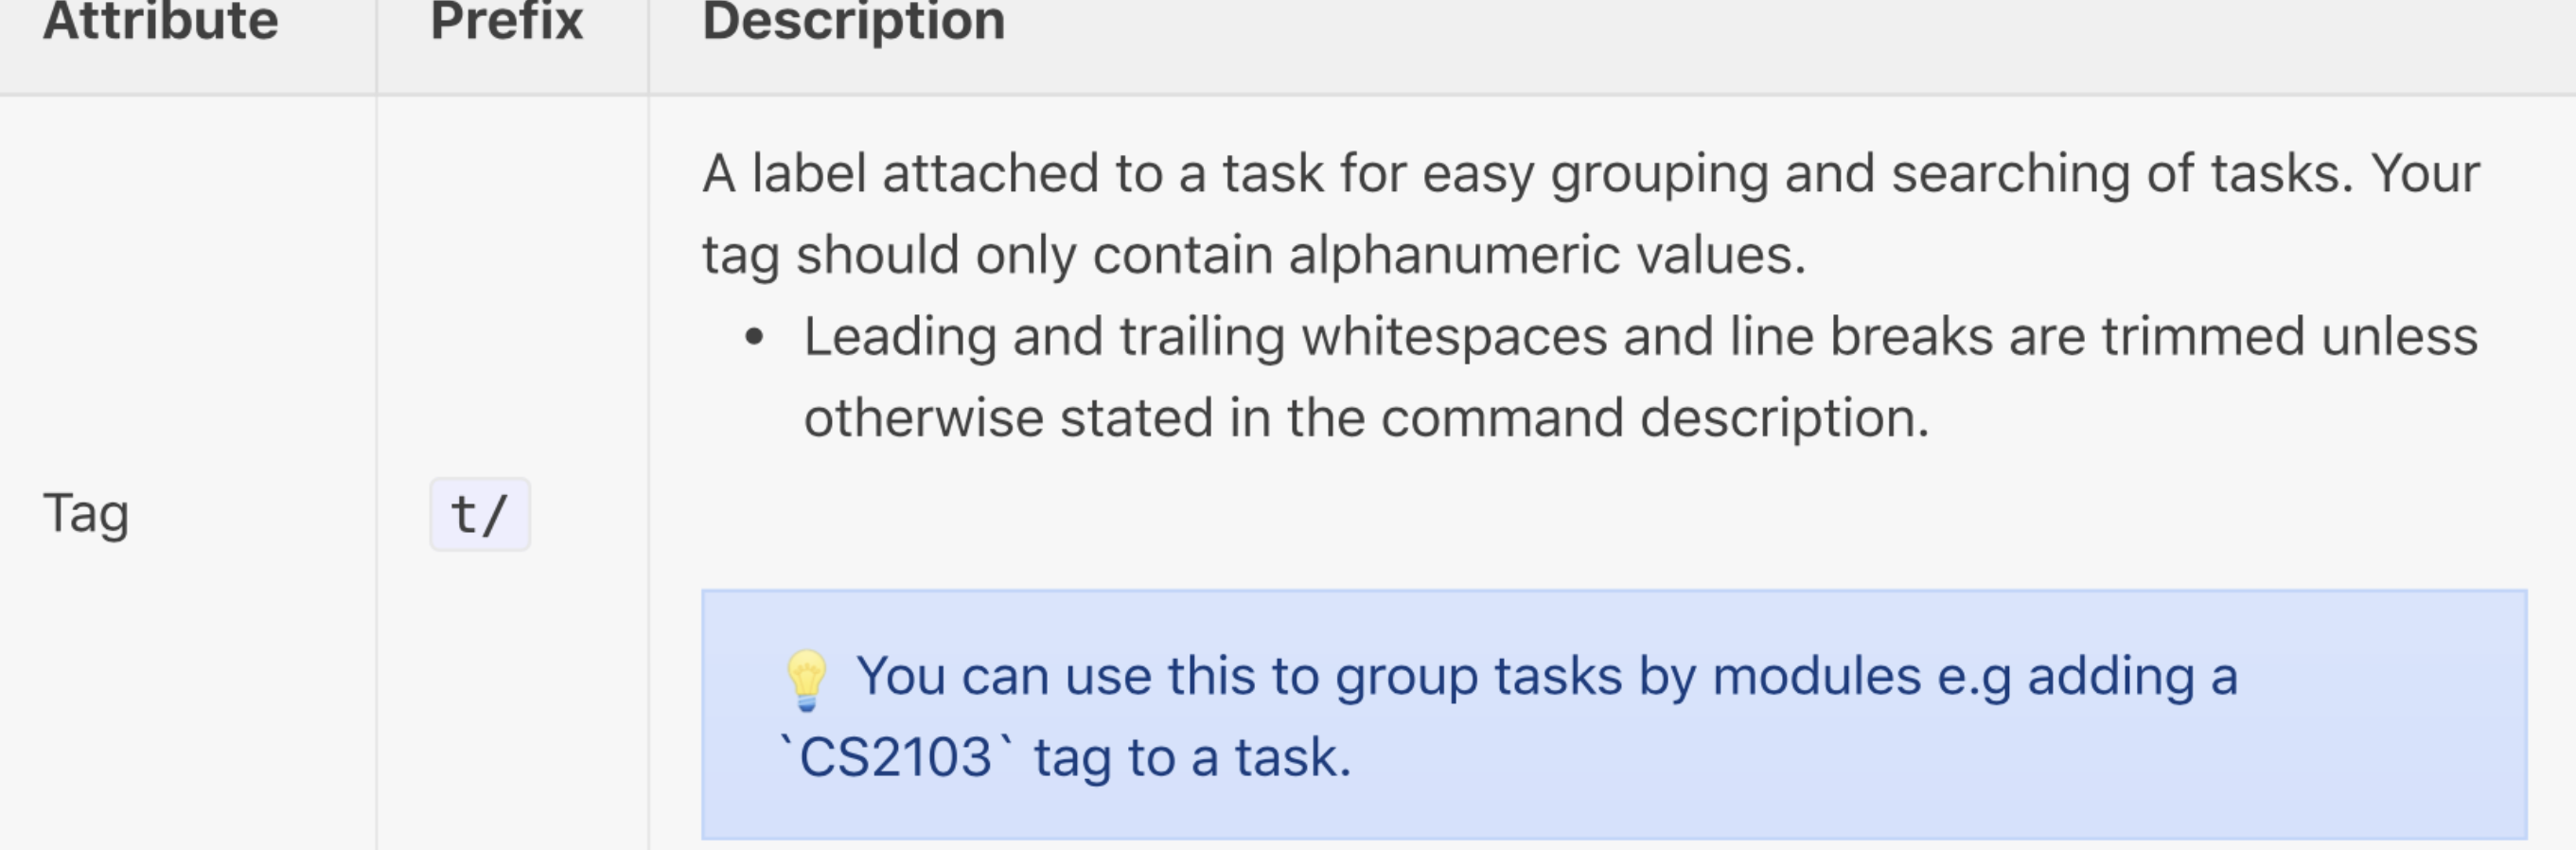 Attribute Prefix Description
A label attached to a task for easy grouping and searching of tasks. Your
tag should only contain alphanumeric values.
• Leading and trailing whitespaces and line breaks are trimmed unless
otherwise stated in the command description.
Tag t/
💡 You can use this to group tasks by modules e.g adding a
`CS2103` tag to a task.